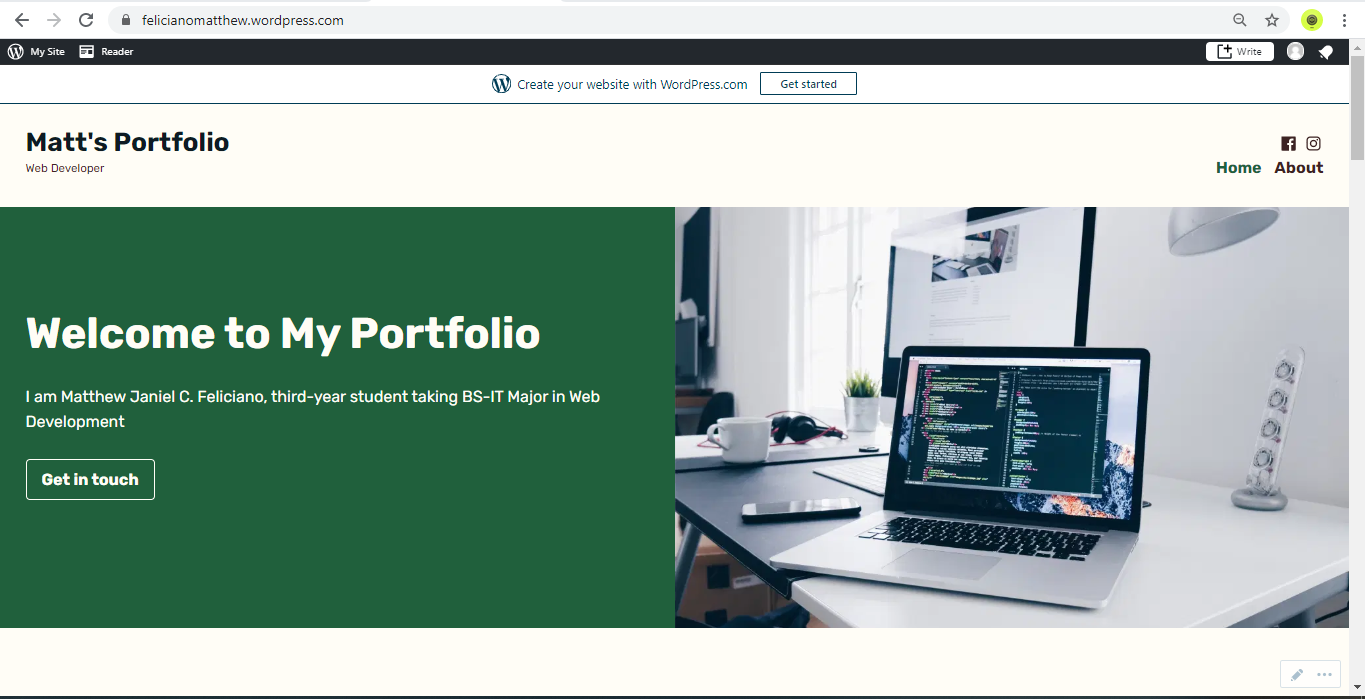 felicianomatthew.wordpress.com
My Site Reader Write
Create your website with WordPress.com Get started
Matt's Portfolio
Web Developer
Home About
Welcome to My Portfolio
I am Matthew Janiel C. Feliciano, third-year student taking BS-IT Major in Web
Development
Get in touch